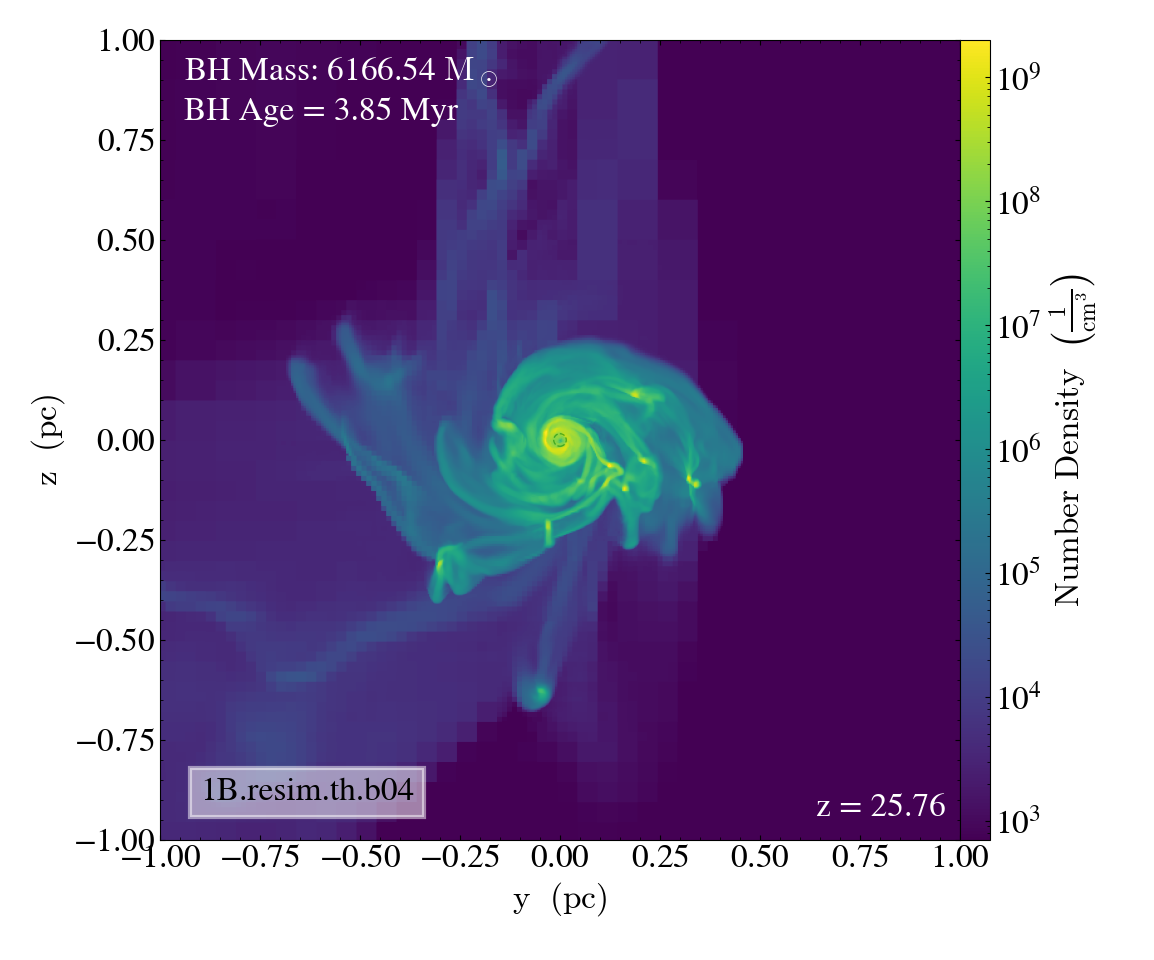 BH Mass: 6166.54 M⊙
BH Age = 3.85 Myr
1B.resim.th.b04
z = 25.76
1.00
0.75
0.50
0.25
0.00
−0.25
−0.50
−0.75
−1.00
z (pc)
−1.00 −0.75 −0.50 −0.25 0.00 0.25 0.50 0.75 1.00
y (pc)
10⁹
10⁸
10⁷
10⁶
10⁵
10⁴
10³
Number Density (1/cm³)